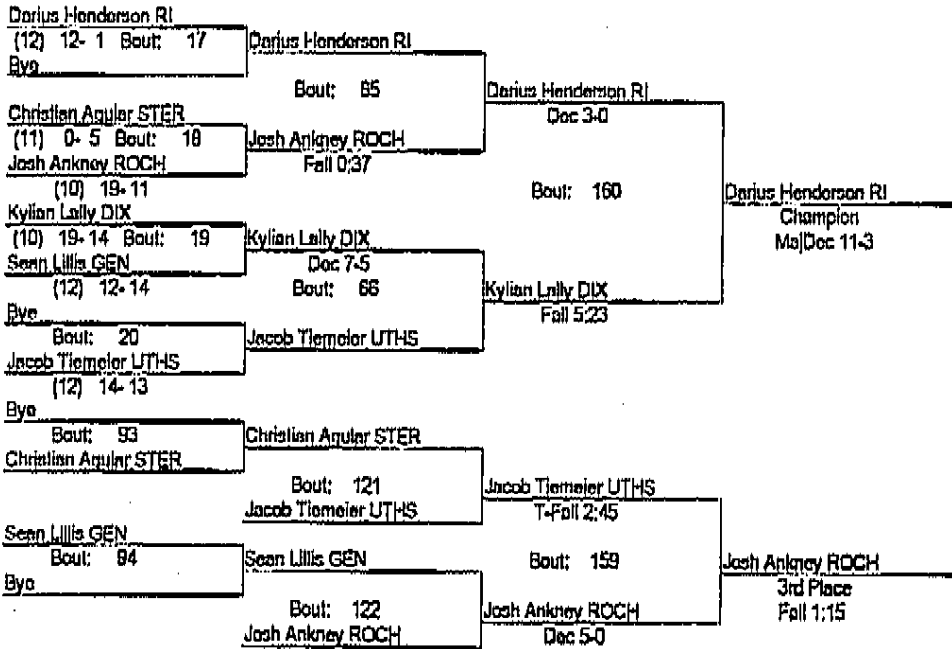 Darius Henderson RI
(12) 12- 1 Bout: 17
Darius Henderson RI
Bye
Bout: 65
Darius Henderson RI
Dec 3-0
Christian Agular STER
(11) 0- 5 Bout: 18
Josh Ankney ROCH
Josh Ankney ROCH
Fall 0:37
(10) 19- 11
Bout: 160
Darius Henderson RI
Champion
MajDec 11-3
Kylian Lally DIX
(10) 19- 14 Bout: 19
Kylian Lally DIX
Sean Lillis GEN
Dec 7-5
(12) 12- 14
Bout: 66
Kylian Lally DIX
Fall 5:23
Bye
Bout: 20
Jacob Tiemeier UTHS
Jacob Tiemeier UTHS
(12) 14- 13
Bye
Bout: 93
Christian Agular STER
Christian Agular STER
Bout: 121
Jacob Tiemeier UTHS
Jacob Tiemeier UTHS
T-Fall 2:45
Sean Lillis GEN
Bout: 94
Sean Lillis GEN
Bout: 159
Josh Ankney ROCH
Bye
3rd Place
Fall 1:15
Bout: 122
Josh Ankney ROCH
Josh Ankney ROCH
Dec 5-0